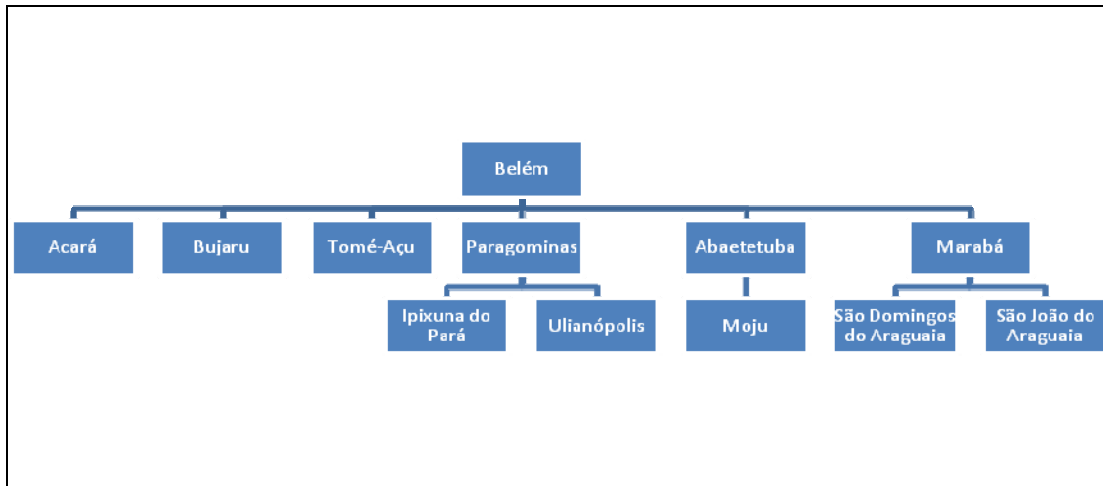 Belém
Acará
Bujaru
Tomé-Açu
Paragominas
Abaetetuba
Marabá
Ipixuna do
Pará
Ulianópolis
Moju
São Domingos
do Araguaia
São João do
Araguaia